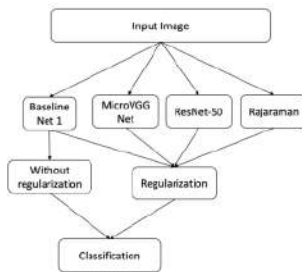 Input Image
Baseline
Net 1
MicroVGG
Net
ResNet-50
Rajaraman
Without
regularization
Regularization
Classification